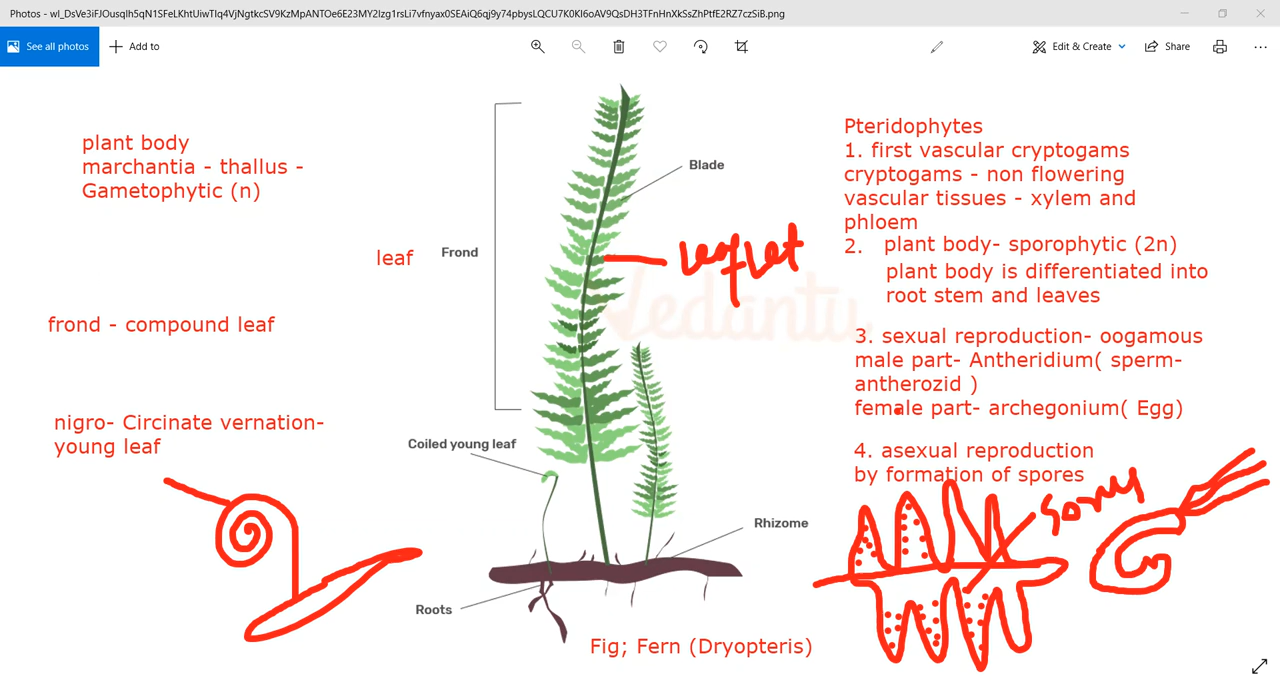 Photos - wl_DsVe3iFJOusqIh5qN1SFeLKhtUiwTIq4VjNgtkcSV9KzMpANTOe6E23MY2Izg1rsLi7vfnyax0SEAiQ6qj9y74pbysLQCU7K0KI6oAV9QsDH3TFnHnXkSsZhPtfE2RZ7czSiB.png
See all photos
Add to
Edit & Create
Share
plant body
marchantia - thallus -
Gametophytic (n)
leaf
frond - compound leaf
nigro- Circinate vernation-
young leaf
Blade
Frond
leaflet
Vedantu
Coiled young leaf
Rhizome
Roots
Fig; Fern (Dryopteris)
Pteridophytes
1. first vascular cryptogams
cryptogams - non flowering
vascular tissues - xylem and
phloem
2. plant body- sporophytic (2n)
plant body is differentiated into
root stem and leaves
3. sexual reproduction- oogamous
male part- Antheridium( sperm-
antherozid )
female part- archegonium( Egg)
4. asexual reproduction
by formation of spores
Sorus